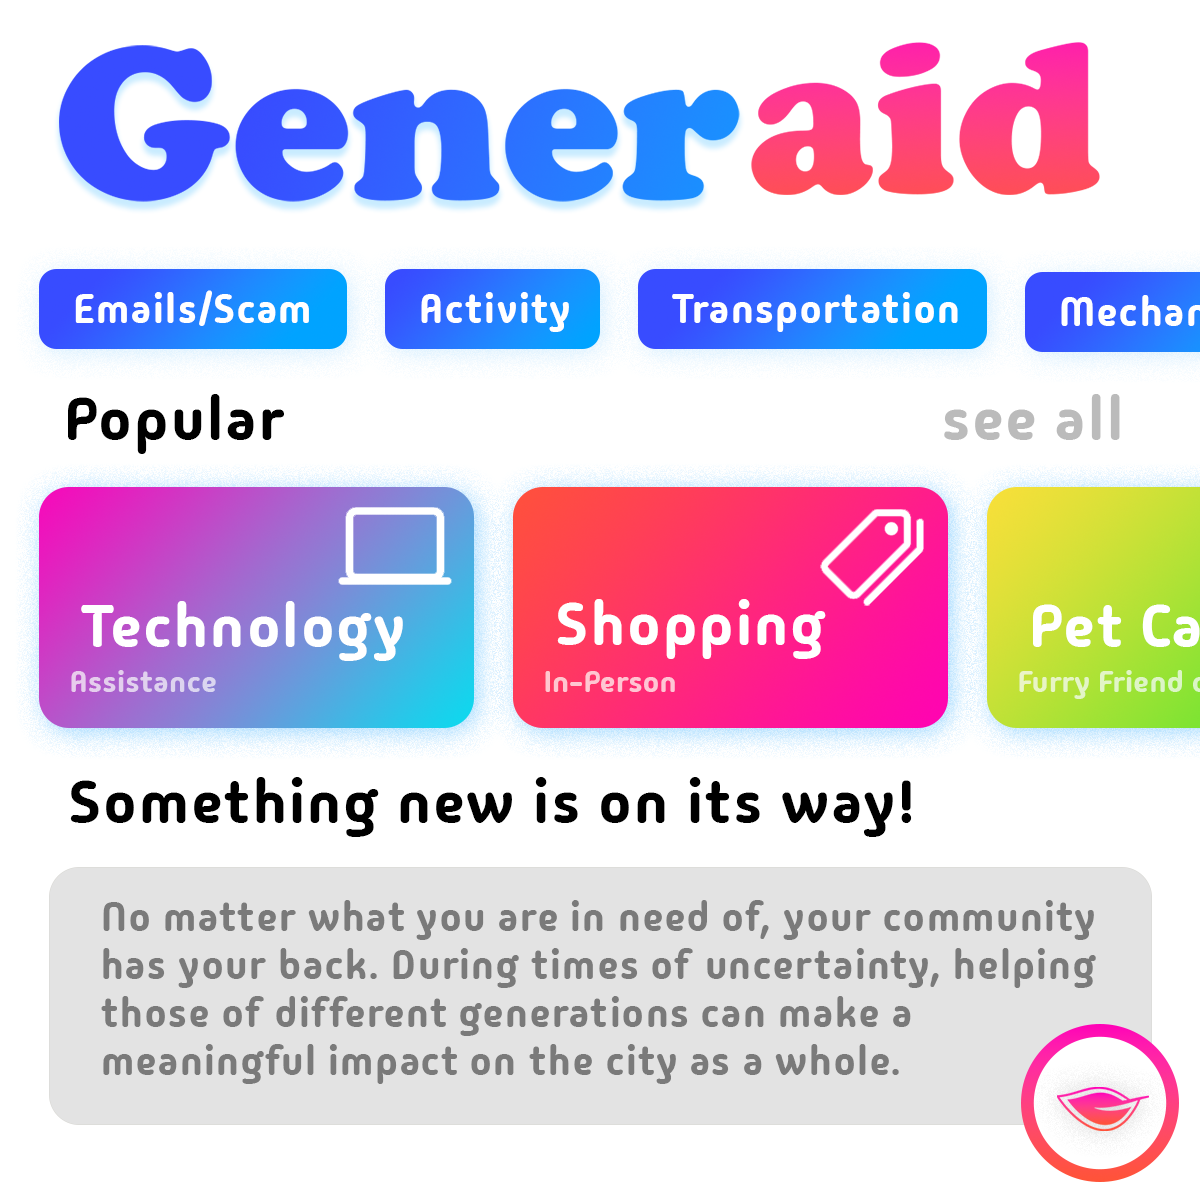 Generaid
Emails/Scam Activity Transportation Mechan
Popular see all
Technology Shopping Pet Ca
Assistance In-Person Furry Friend
Something new is on its way!
No matter what you are in need of, your community
has your back. During times of uncertainty, helping
those of different generations can make a
meaningful impact on the city as a whole.